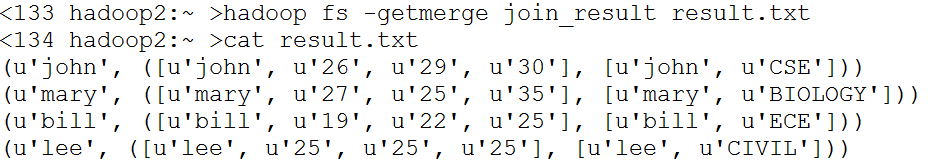 <133 hadoop2:~ >hadoop fs -getmerge join_result result.txt
<134 hadoop2:~ >cat result.txt
(u'john', ([u'john', u'26', u'29', u'30'], [u'john', u'CSE']))
(u'mary', ([u'mary', u'27', u'25', u'35'], [u'mary', u'BIOLOGY']))
(u'bill', ([u'bill', u'19', u'22', u'25'], [u'bill', u'ECE']))
(u'lee', ([u'lee', u'25', u'25', u'25'], [u'lee', u'CIVIL']))